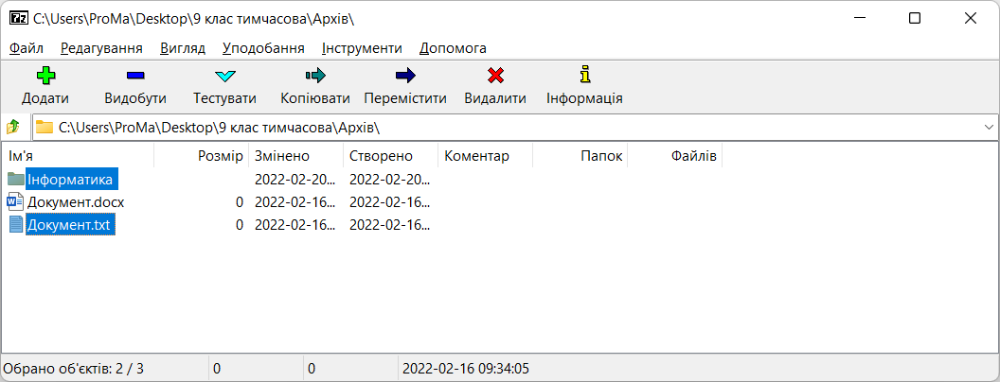 7z C:\Users\ProMa\Desktop\9 клас тимчасова\Архів\
Файл Редагування Вигляд Уподобання Інструменти Допомога
Додати Видобути Тестувати Копіювати Перемістити Видалити Інформація
C:\Users\ProMa\Desktop\9 клас тимчасова\Архів\
Ім'я Розмір Змінено Створено Коментар Папок Файлів
Інформатика 2022-02-20... 2022-02-20...
Документ.docx 0 2022-02-16... 2022-02-16...
Документ.txt 0 2022-02-16... 2022-02-16...
Обрано об'єктів: 2 / 3 0 0 2022-02-16 09:34:05